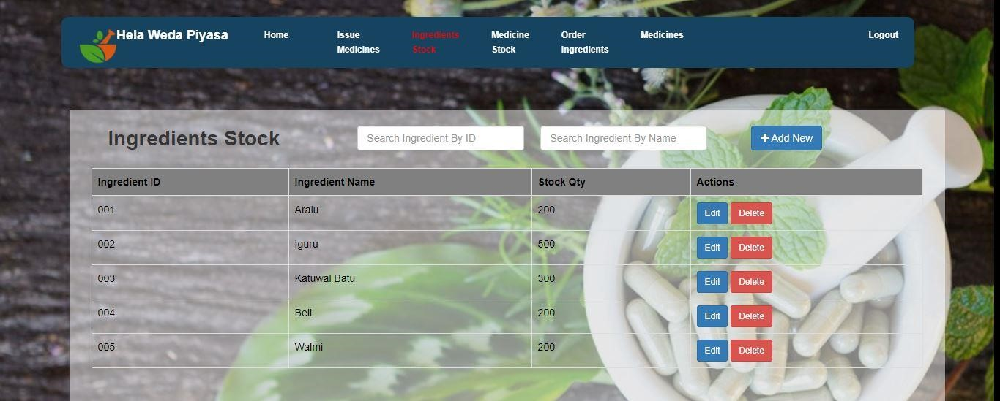 Hela Weda Piyasa
Home
Issue
Medicines
Ingredients
Stock
Medicine
Stock
Order
Ingredients
Medicines
Logout
Ingredients Stock
Search Ingredient By ID
Search Ingredient By Name
+ Add New
Ingredient ID Ingredient Name Stock Qty Actions
001 Aralu 200 Edit Delete
002 Iguru 500 Edit Delete
003 Katuwal Batu 300 Edit Delete
004 Beli 200 Edit Delete
005 Walmi 200 Edit Delete